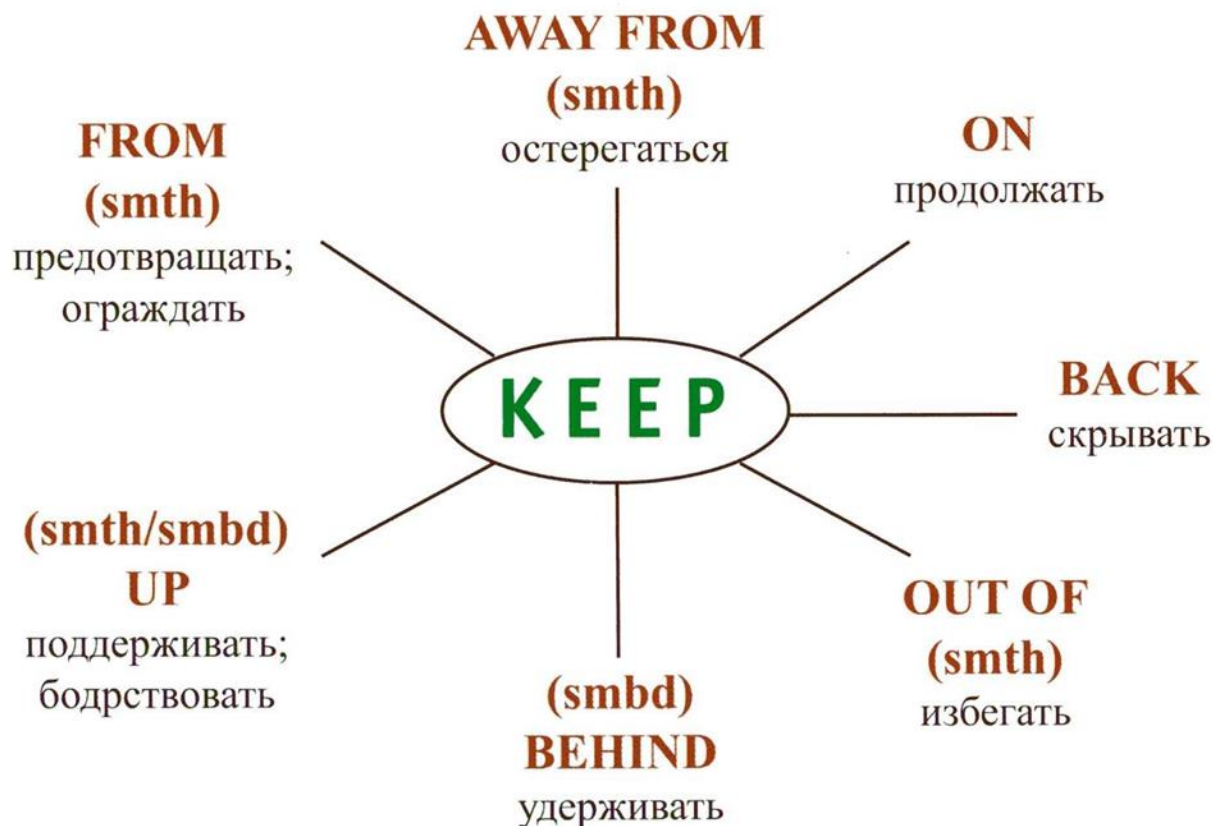 AWAY FROM
(smth)
остерегаться
FROM
(smth)
предотвращать;
ограждать
ON
продолжать
KEEP
BACK
скрывать
(smth/smbd)
UP
поддерживать;
бодрствовать
OUT OF
(smth)
избегать
(smbd)
BEHIND
удерживать